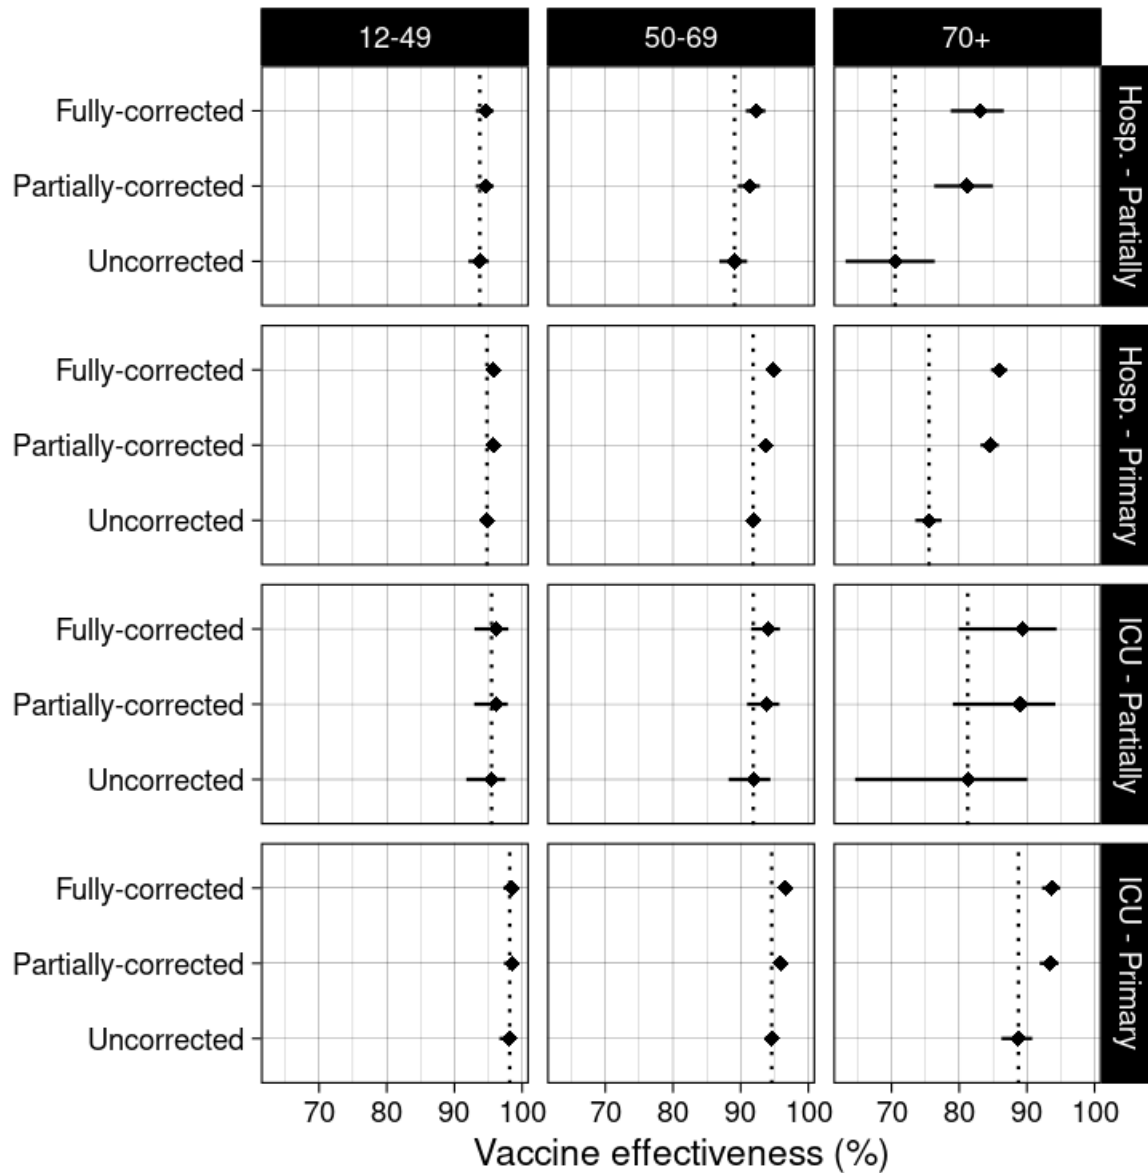 12-49 50-69 70+
Fully-corrected
Partially-corrected
Uncorrected
Hosp. - Partially
Fully-corrected
Partially-corrected
Uncorrected
Hosp. - Primary
Fully-corrected
Partially-corrected
Uncorrected
ICU - Partially
Fully-corrected
Partially-corrected
Uncorrected
ICU - Primary
70 80 90 100 70 80 90 100 70 80 90 100
Vaccine effectiveness (%)